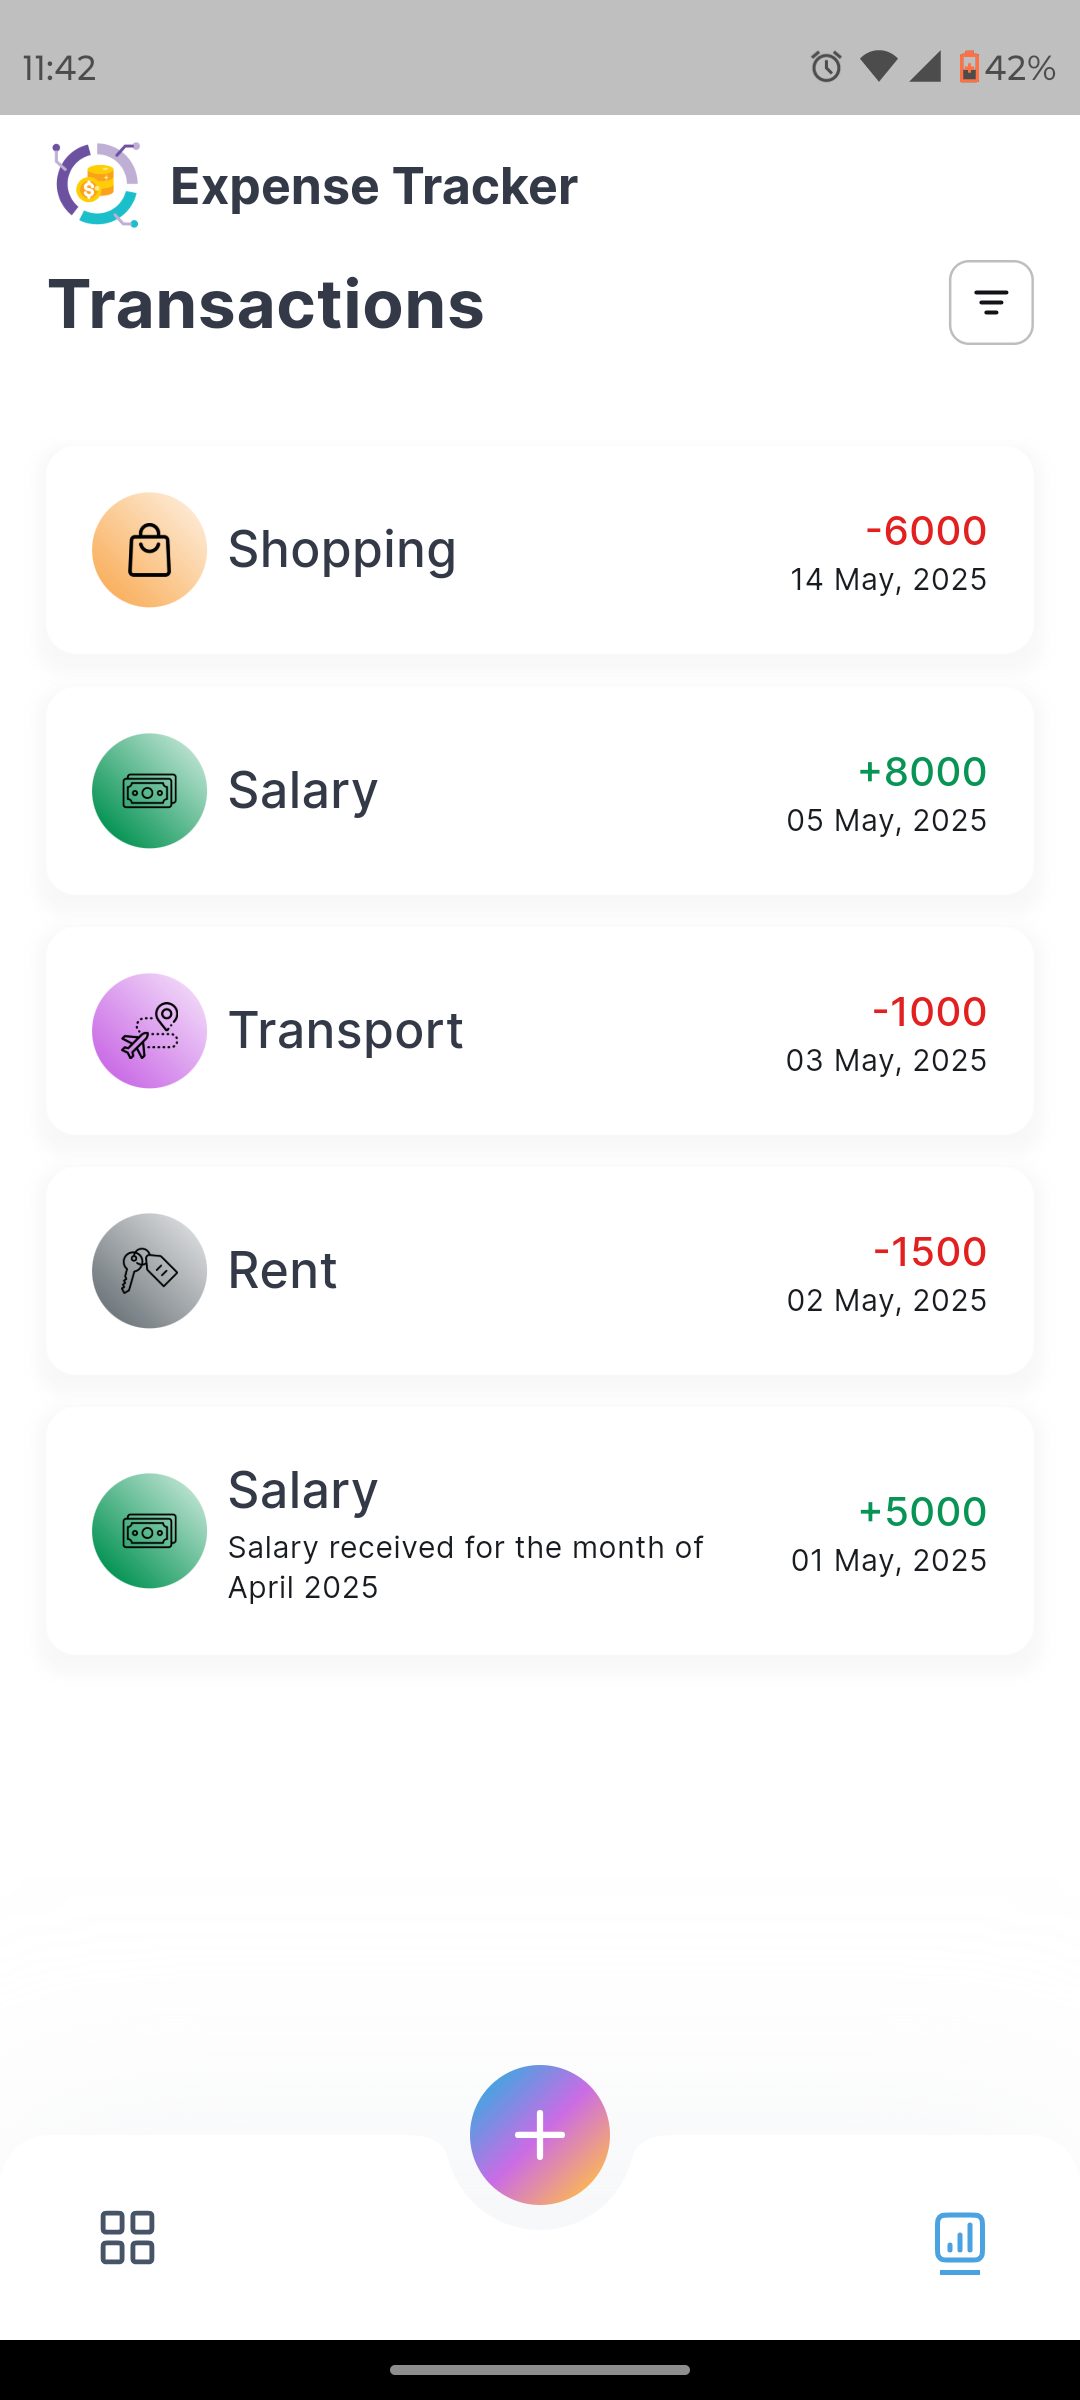 11:42
42%
Expense Tracker
Transactions
Shopping
-6000
14 May, 2025
Salary
+8000
05 May, 2025
Transport
-1000
03 May, 2025
Rent
-1500
02 May, 2025
Salary
Salary received for the month of
April 2025
+5000
01 May, 2025